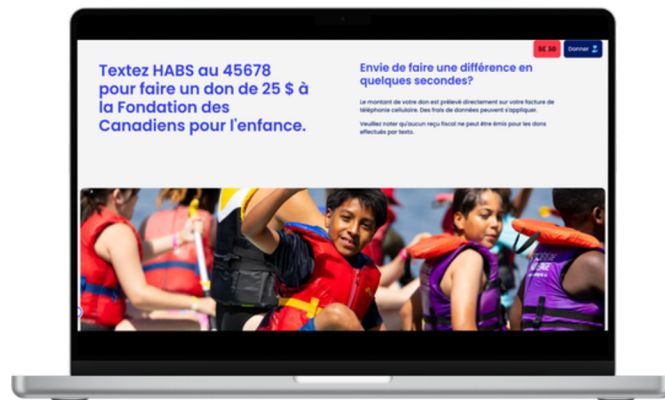 50 50
Donner
Textez HABS au 45678
pour faire un don de 25 $ à
la Fondation des
Canadiens pour l'enfance.
Envie de faire une différence en
quelques secondes?
Le montant de votre don est prélevé directement sur votre facture de
téléphonie cellulaire. Des frais de données peuvent s'appliquer.
Veuillez noter qu'aucun reçu fiscal ne peut être émis pour les dons
effectués par texto.